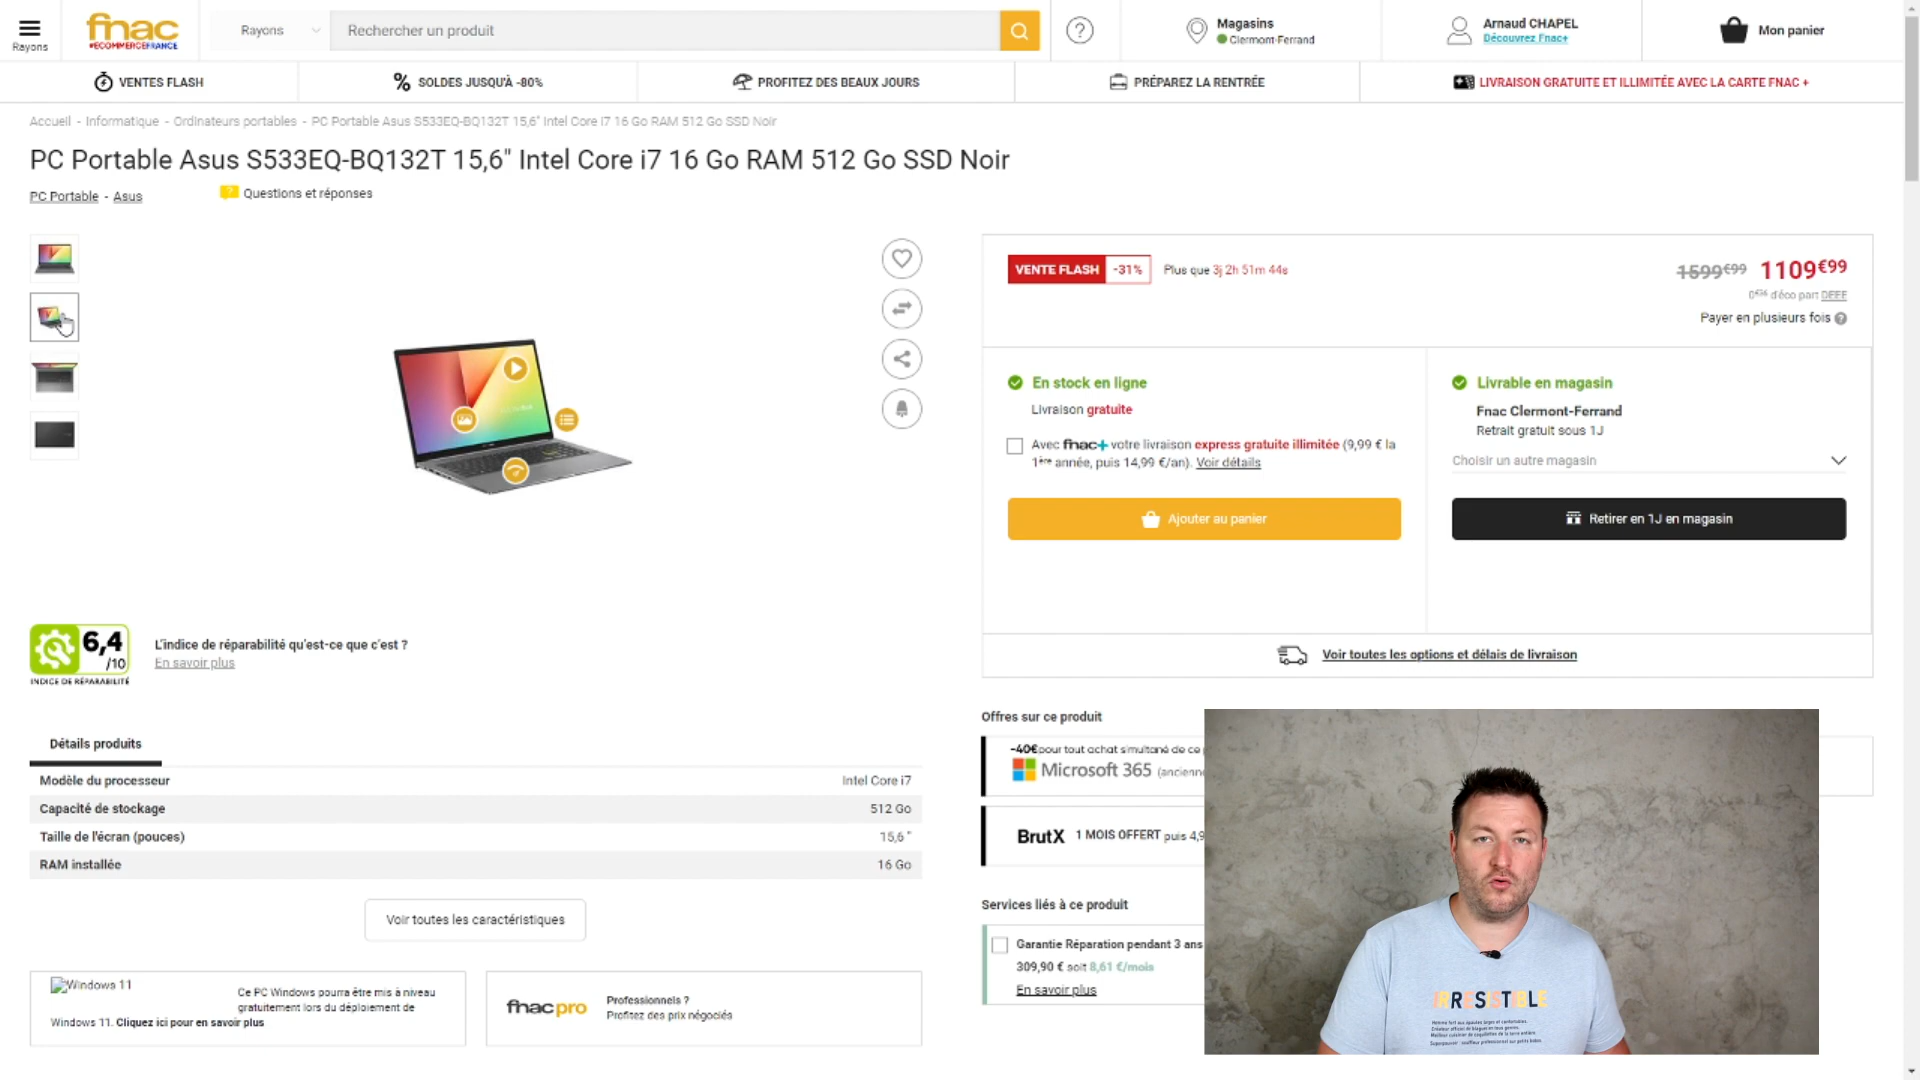 Rayons
fnac
#ECOMMERCEFRANCE
Rayons
Rechercher un produit
?
Magasins
Clermont-Ferrand
Arnaud CHAPEL
Découvrez Fnac+
Mon panier
VENTES FLASH
SOLDES JUSQU'À -80%
PROFITEZ DES BEAUX JOURS
PRÉPAREZ LA RENTRÉE
LIVRAISON GRATUITE ET ILLIMITÉE AVEC LA CARTE FNAC +
Accueil - Informatique - Ordinateurs portables - PC Portable Asus S533EQ-BQ132T 15,6" Intel Core i7 16 Go RAM 512 Go SSD Noir
PC Portable Asus S533EQ-BQ132T 15,6" Intel Core i7 16 Go RAM 512 Go SSD Noir
PC Portable - Asus
Questions et réponses
VENTE FLASH -31% Plus que 3j 2h 51m 44s
1599€99 1109€99
0€36 d'éco part DEEE
Payer en plusieurs fois ?
En stock en ligne
Livraison gratuite
Avec fnac+ votre livraison express gratuite illimitée (9,99 € la
1ère année, puis 14,99 €/an). Voir détails
Ajouter au panier
Livrable en magasin
Fnac Clermont-Ferrand
Retrait gratuit sous 1J
Choisir un autre magasin
Retirer en 1J en magasin
Voir toutes les options et délais de livraison
6,4
/10
INDICE DE RÉPARABILITÉ
L'indice de réparabilité qu'est-ce que c'est ?
En savoir plus
Détails produits
Modèle du processeur Intel Core i7
Capacité de stockage 512 Go
Taille de l'écran (pouces) 15,6 "
RAM installée 16 Go
Voir toutes les caractéristiques
Windows 11
Ce PC Windows pourra être mis à niveau
gratuitement lors du déploiement de
Windows 11. Cliquez ici pour en savoir plus
fnac pro
Professionnels ?
Profitez des prix négociés
Offres sur ce produit
-40€ pour tout achat simultané de ce
Microsoft 365 (ancienn
BrutX 1 MOIS OFFERT puis 4,9
Services liés à ce produit
Garantie Réparation pendant 3 ans
309,90 € soit 8,61 €/mois
En savoir plus
IRRESISTIBLE